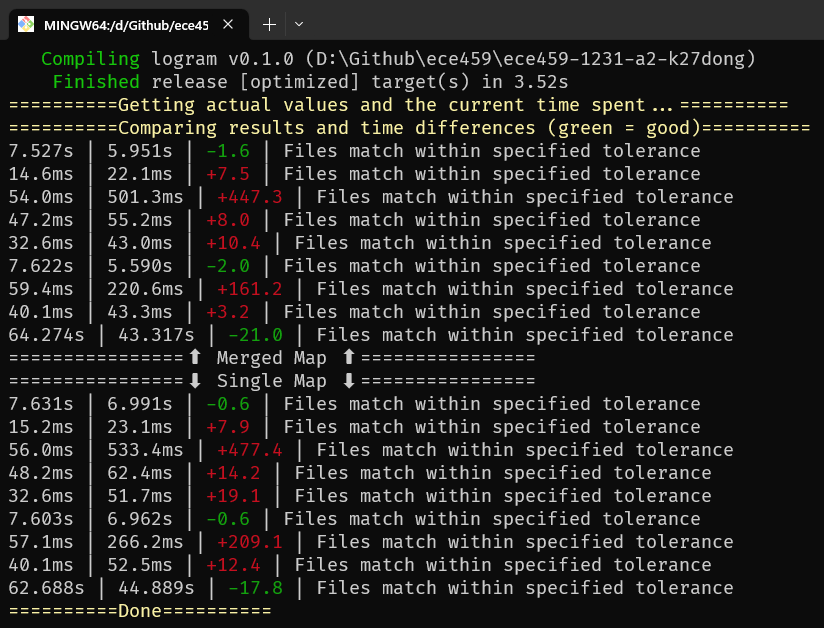 MINGW64:/d/Github/ece45
Compiling logram v0.1.0 (D:\Github\ece459\ece459-1231-a2-k27dong)
Finished release [optimized] target(s) in 3.52s
==========Getting actual values and the current time spent...==========
==========Comparing results and time differences (green = good)==========
7.527s | 5.951s | -1.6 | Files match within specified tolerance
14.6ms | 22.1ms | +7.5 | Files match within specified tolerance
54.0ms | 501.3ms | +447.3 | Files match within specified tolerance
47.2ms | 55.2ms | +8.0 | Files match within specified tolerance
32.6ms | 43.0ms | +10.4 | Files match within specified tolerance
7.622s | 5.590s | -2.0 | Files match within specified tolerance
59.4ms | 220.6ms | +161.2 | Files match within specified tolerance
40.1ms | 43.3ms | +3.2 | Files match within specified tolerance
64.274s | 43.317s | -21.0 | Files match within specified tolerance
================⬆ Merged Map ⬆================
================⬇ Single Map ⬇================
7.631s | 6.991s | -0.6 | Files match within specified tolerance
15.2ms | 23.1ms | +7.9 | Files match within specified tolerance
56.0ms | 533.4ms | +477.4 | Files match within specified tolerance
48.2ms | 62.4ms | +14.2 | Files match within specified tolerance
32.6ms | 51.7ms | +19.1 | Files match within specified tolerance
7.603s | 6.962s | -0.6 | Files match within specified tolerance
57.1ms | 266.2ms | +209.1 | Files match within specified tolerance
40.1ms | 52.5ms | +12.4 | Files match within specified tolerance
62.688s | 44.889s | -17.8 | Files match within specified tolerance
==========Done==========